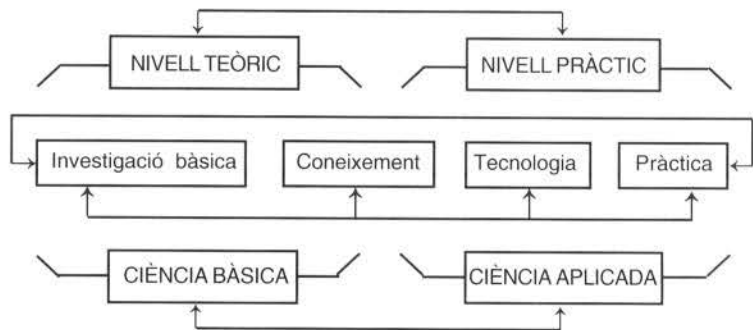 NIVELL TEÒRIC
NIVELL PRÀCTIC
Investigació bàsica
Coneixement
Tecnologia
Pràctica
CIÈNCIA BÀSICA
CIÈNCIA APLICADA